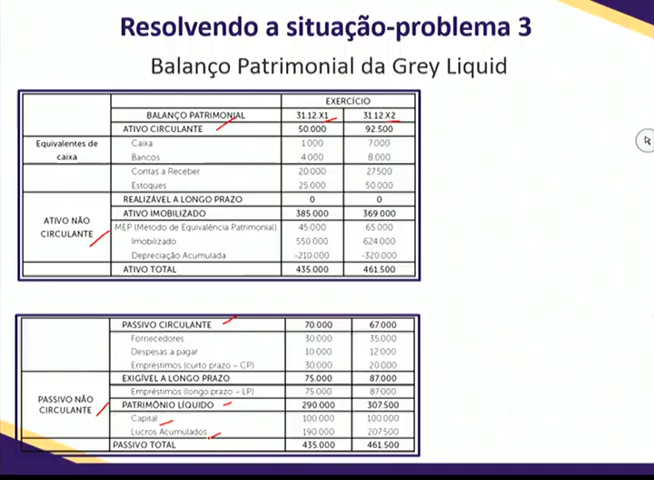 Resolvendo a situação-problema 3
Balanço Patrimonial da Grey Liquid
EXERCÍCIO
BALANÇO PATRIMONIAL 31.12.X1 31.12.X2
ATIVO CIRCULANTE 50.000 92.500
Equivalentes de caixa
Caixa 1.000 7.000
Bancos 4.000 8.000
Contas a Receber 20.000 27.500
Estoques 25.000 50.000
ATIVO NÃO CIRCULANTE
REALIZÁVEL A LONGO PRAZO 0 0
ATIVO IMOBILIZADO 385.000 369.000
MEP (Método de Equivalência Patrimonial) 45.000 65.000
Imobilizado 550.000 624.000
Depreciação Acumulada -210.000 -320.000
ATIVO TOTAL 435.000 461.500
PASSIVO CIRCULANTE 70.000 67.000
Fornecedores 30.000 35.000
Despesas a pagar 10.000 12.000
Empréstimos (curto prazo – CP) 30.000 20.000
PASSIVO NÃO CIRCULANTE
EXIGÍVEL A LONGO PRAZO 75.000 87.000
Empréstimos (longo prazo – LP) 75.000 87.000
PATRIMÔNIO LÍQUIDO 290.000 307.500
Capital 100.000 100.000
Lucros Acumulados 190.000 207.500
PASSIVO TOTAL 435.000 461.500